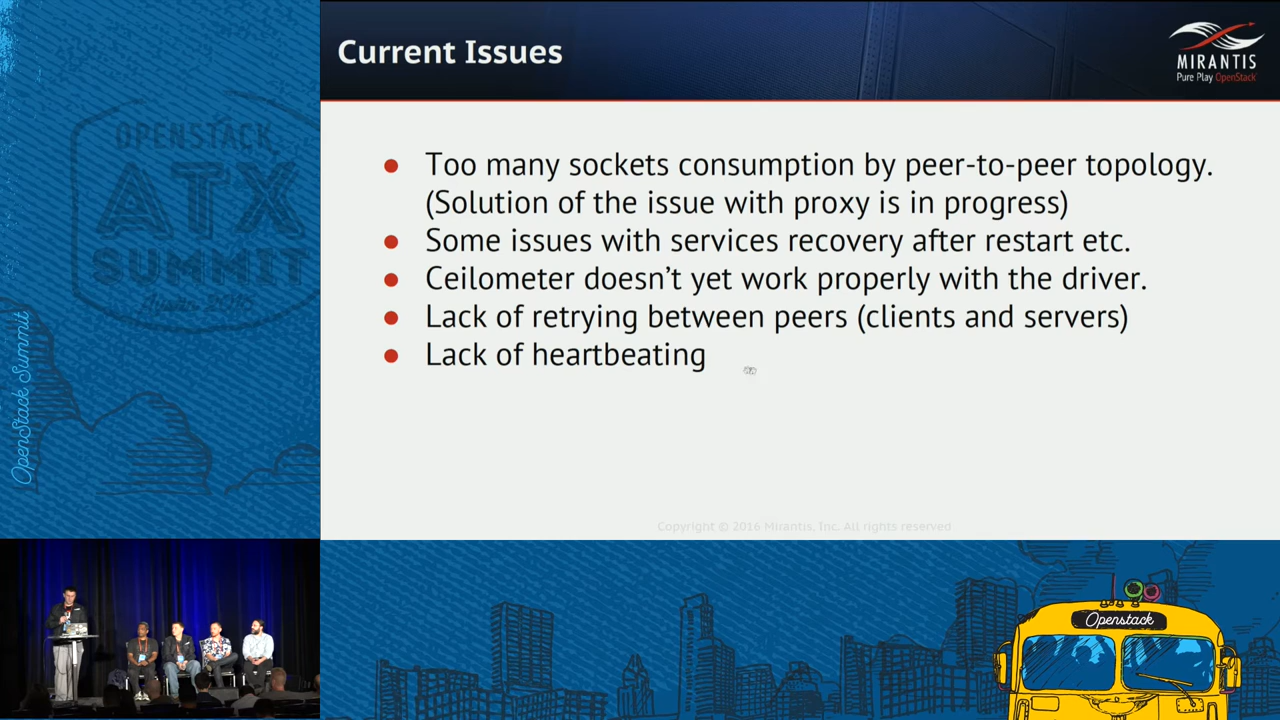 Current Issues
MIRANTIS
Pure Play OpenStack
● Too many sockets consumption by peer-to-peer topology.
(Solution of the issue with proxy is in progress)
● Some issues with services recovery after restart etc.
● Ceilometer doesn’t yet work properly with the driver.
● Lack of retrying between peers (clients and servers)
● Lack of heartbeating
Copyright © 2016 Mirantis, Inc. All rights reserved
OPENSTACK
ATX
SUMMIT
Austin 2016
OpenStack Summit
Openstack